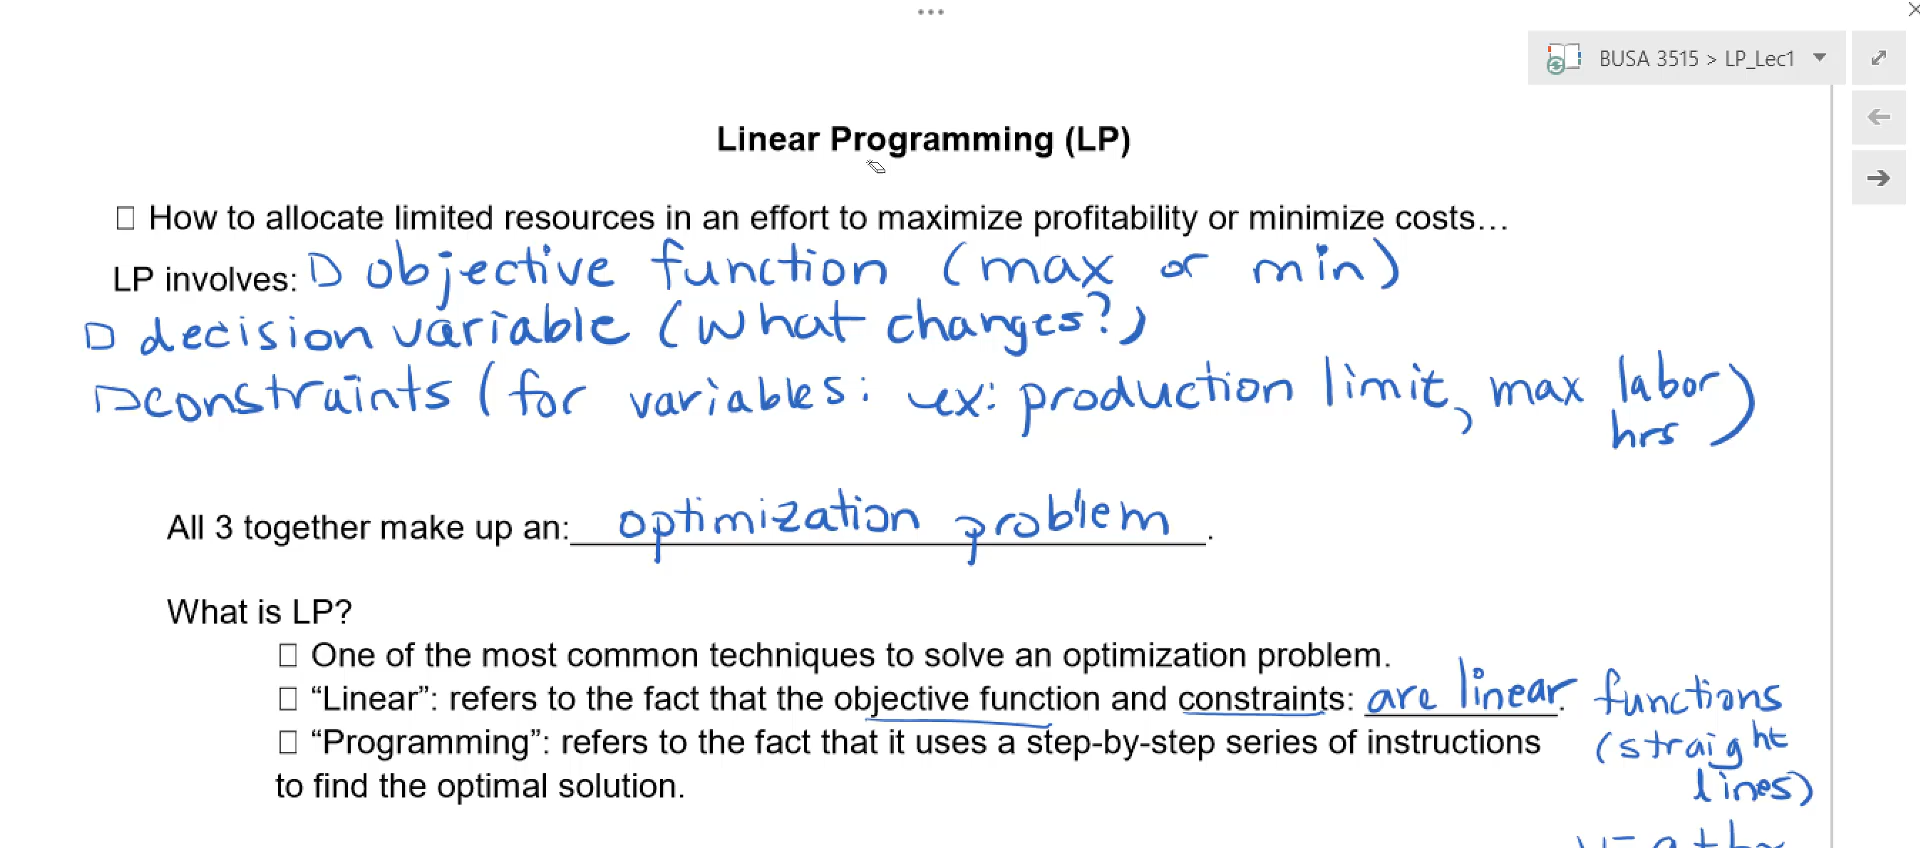 BUSA 3515 > LP_Lec1
Linear Programming (LP)
How to allocate limited resources in an effort to maximize profitability or minimize costs...
LP involves: objective function (max or min)
decision variable (what changes?)
constraints (for variables: ex: production limit, max labor
hrs)
All 3 together make up an: optimization problem.
What is LP?
One of the most common techniques to solve an optimization problem.
“Linear”: refers to the fact that the objective function and constraints: are linear. functions
(straight
lines)
“Programming”: refers to the fact that it uses a step-by-step series of instructions
to find the optimal solution.